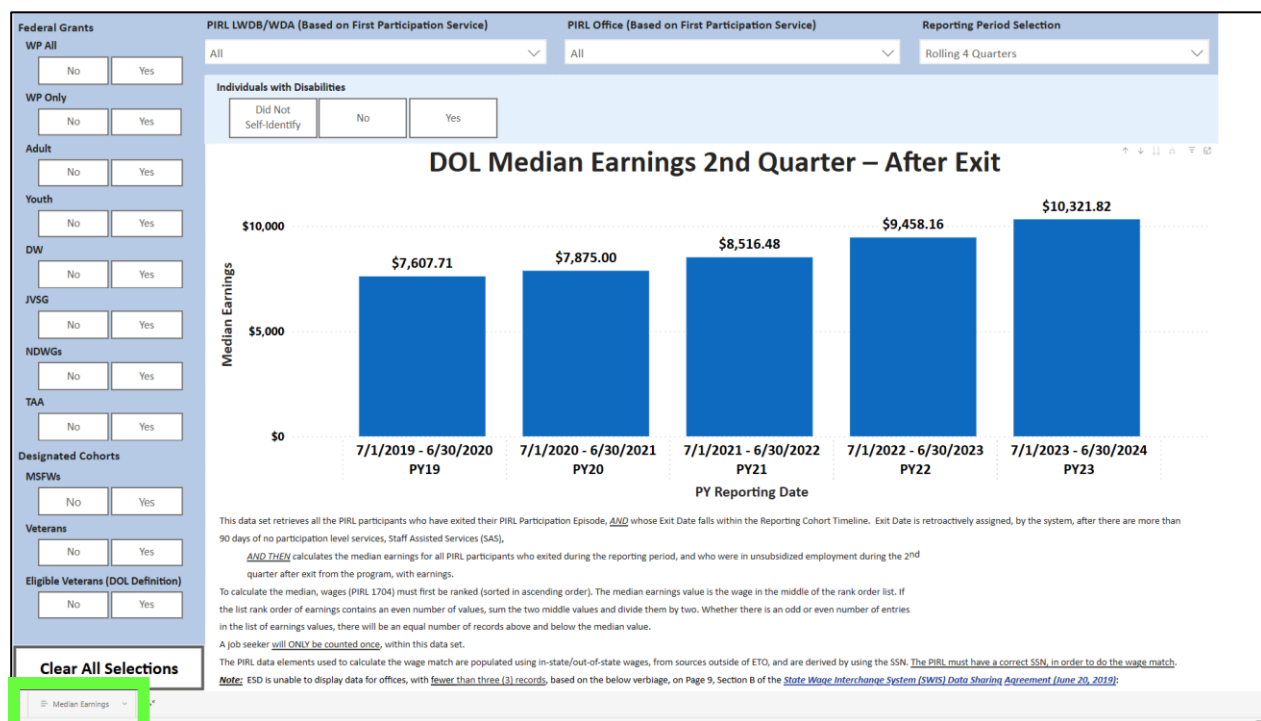 Federal Grants
WP All
No Yes
WP Only
No Yes
Adult
No Yes
Youth
No Yes
DW
No Yes
JVSG
No Yes
NDWGs
No Yes
TAA
No Yes
Designated Cohorts
MSFWs
No Yes
Veterans
No Yes
Eligible Veterans (DOL Definition)
No Yes
Clear All Selections
Median Earnings
PIRL LWDB/WDA (Based on First Participation Service)
All
PIRL Office (Based on First Participation Service)
All
Reporting Period Selection
Rolling 4 Quarters
Individuals with Disabilities
Did Not
Self-Identify
No
Yes
DOL Median Earnings 2nd Quarter – After Exit
Median Earnings
$10,000
$5,000
$0
$7,607.71
$7,875.00
$8,516.48
$9,458.16
$10,321.82
7/1/2019 - 6/30/2020
PY19
7/1/2020 - 6/30/2021
PY20
7/1/2021 - 6/30/2022
PY21
7/1/2022 - 6/30/2023
PY22
7/1/2023 - 6/30/2024
PY23
PY Reporting Date
This data set retrieves all the PIRL participants who have exited their PIRL Participation Episode, AND whose Exit Date falls within the Reporting Cohort Timeline.  Exit Date is retroactively assigned, by the system, after there are more than
90 days of no participation level services, Staff Assisted Services (SAS),
AND THEN calculates the median earnings for all PIRL participants who exited during the reporting period, and who were in unsubsidized employment during the 2nd
quarter after exit from the program, with earnings.
To calculate the median, wages (PIRL 1704) must first be ranked (sorted in ascending order). The median earnings value is the wage in the middle of the rank order list. If
the list rank order of earnings contains an even number of values, sum the two middle values and divide them by two. Whether there is an odd or even number of entries
in the list of earnings values, there will be an equal number of records above and below the median value.
A job seeker will ONLY be counted once, within this data set.
The PIRL data elements used to calculate the wage match are populated using in-state/out-of-state wages, from sources outside of ETO, and are derived by using the SSN. The PIRL must have a correct SSN, in order to do the wage match.
Note: ESD is unable to display data for offices, with fewer than three (3) records, based on the below verbiage, on Page 9, Section B of the State Wage Interchange System (SWIS) Data Sharing Agreement (June 20, 2019):